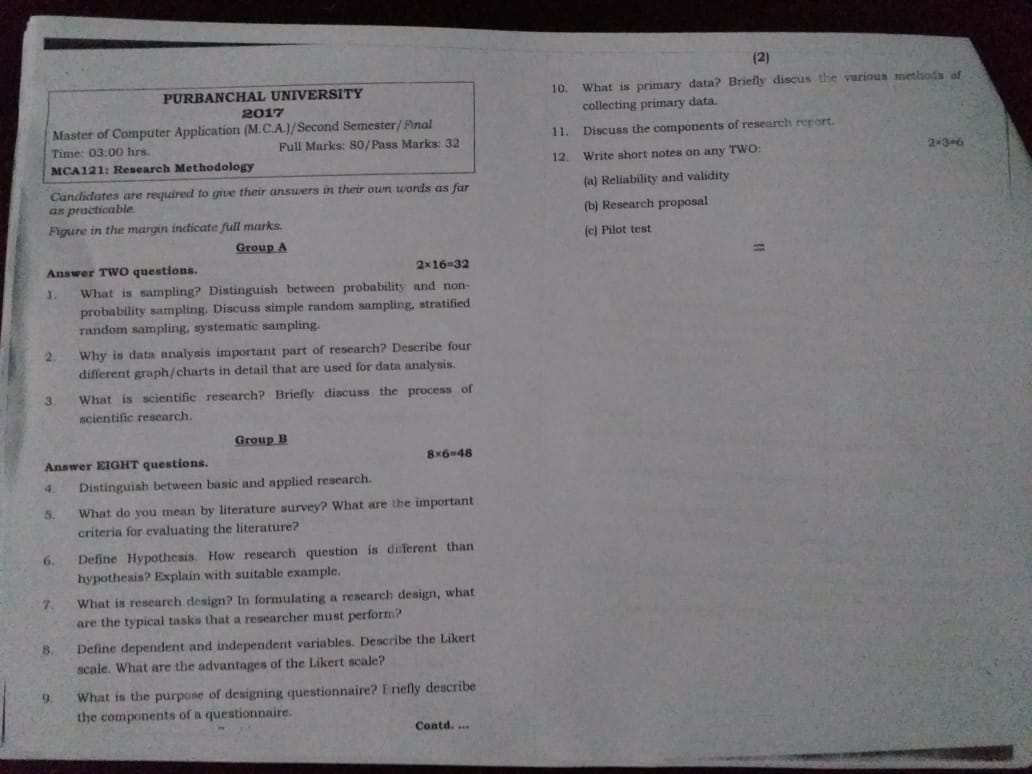 PURBANCHAL UNIVERSITY
2017
Master of Computer Application (M.C.A.)/Second Semester/Final
Time: 03:00 hrs. Full Marks: 80/Pass Marks: 32
MCA121: Research Methodology
Candidates are required to give their answers in their own words as far
as practicable.
Figure in the margin indicate full marks.
Group A
Answer TWO questions. 2×16=32
1. What is sampling? Distinguish between probability and non-
probability sampling. Discuss simple random sampling, stratified
random sampling, systematic sampling.
2. Why is data analysis important part of research? Describe four
different graph/charts in detail that are used for data analysis.
3. What is scientific research? Briefly discuss the process of
scientific research.
Group B
Answer EIGHT questions. 8×6=48
4. Distinguish between basic and applied research.
5. What do you mean by literature survey? What are the important
criteria for evaluating the literature?
6. Define Hypothesis. How research question is different than
hypothesis? Explain with suitable example.
7. What is research design? In formulating a research design, what
are the typical tasks that a researcher must perform?
8. Define dependent and independent variables. Describe the Likert
scale. What are the advantages of the Likert scale?
9. What is the purpose of designing questionnaire? Briefly describe
the components of a questionnaire.
Contd. ...
(2)
10. What is primary data? Briefly discus the various methods of
collecting primary data.
11. Discuss the components of research report.
12. Write short notes on any TWO: 2×3=6
(a) Reliability and validity
(b) Research proposal
(c) Pilot test